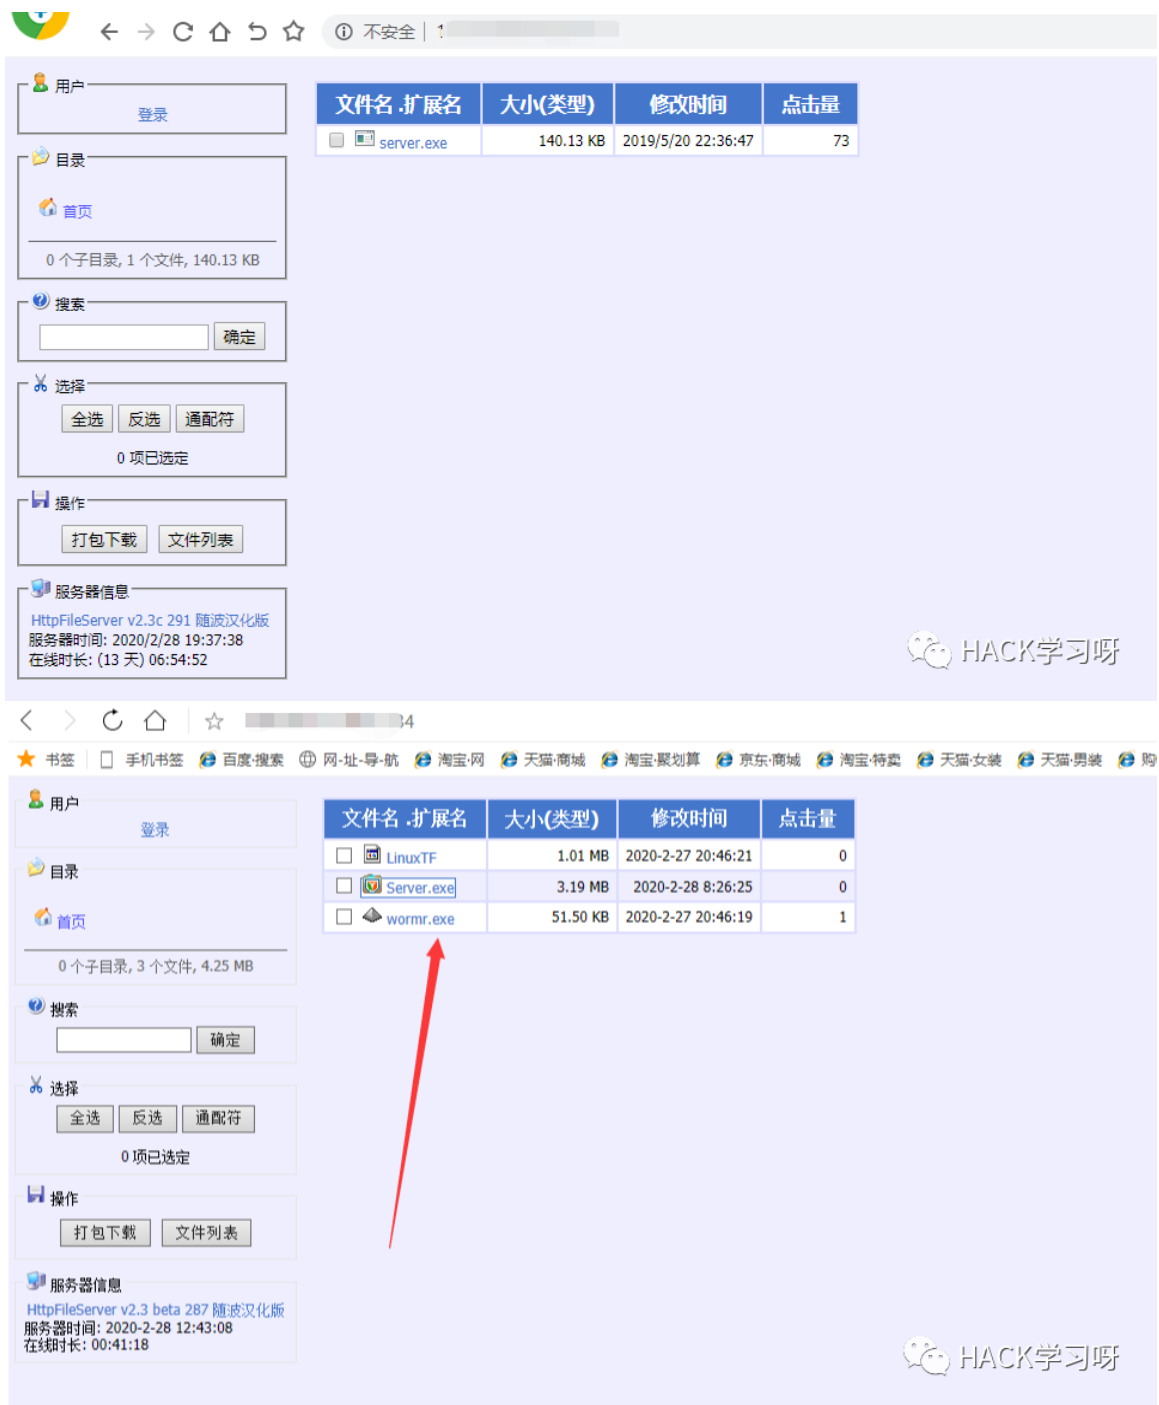 不安全
用户
登录
目录
首页
0 个子目录, 1 个文件, 140.13 KB
搜索
确定
选择
全选 反选 通配符
0 项已选定
操作
打包下载 文件列表
服务器信息
HttpFileServer v2.3c 291 随波汉化版
服务器时间: 2020/2/28 19:37:38
在线时长: (13 天) 06:54:52
文件名 .扩展名 大小(类型) 修改时间 点击量
server.exe 140.13 KB 2019/5/20 22:36:47 73
HACK学习呀
34
书签 手机书签 百度·搜索 网-址-导-航 淘宝·网 天猫·商城 淘宝·聚划算 京东·商城 淘宝·特卖 天猫·女装 天猫·男装 购
用户
登录
目录
首页
0 个子目录, 3 个文件, 4.25 MB
搜索
确定
选择
全选 反选 通配符
0 项已选定
操作
打包下载 文件列表
服务器信息
HttpFileServer v2.3 beta 287 随波汉化版
服务器时间: 2020-2-28 12:43:08
在线时长: 00:41:18
文件名 .扩展名 大小(类型) 修改时间 点击量
LinuxTF 1.01 MB 2020-2-27 20:46:21 0
Server.exe 3.19 MB 2020-2-28 8:26:25 0
wormr.exe 51.50 KB 2020-2-27 20:46:19 1
HACK学习呀